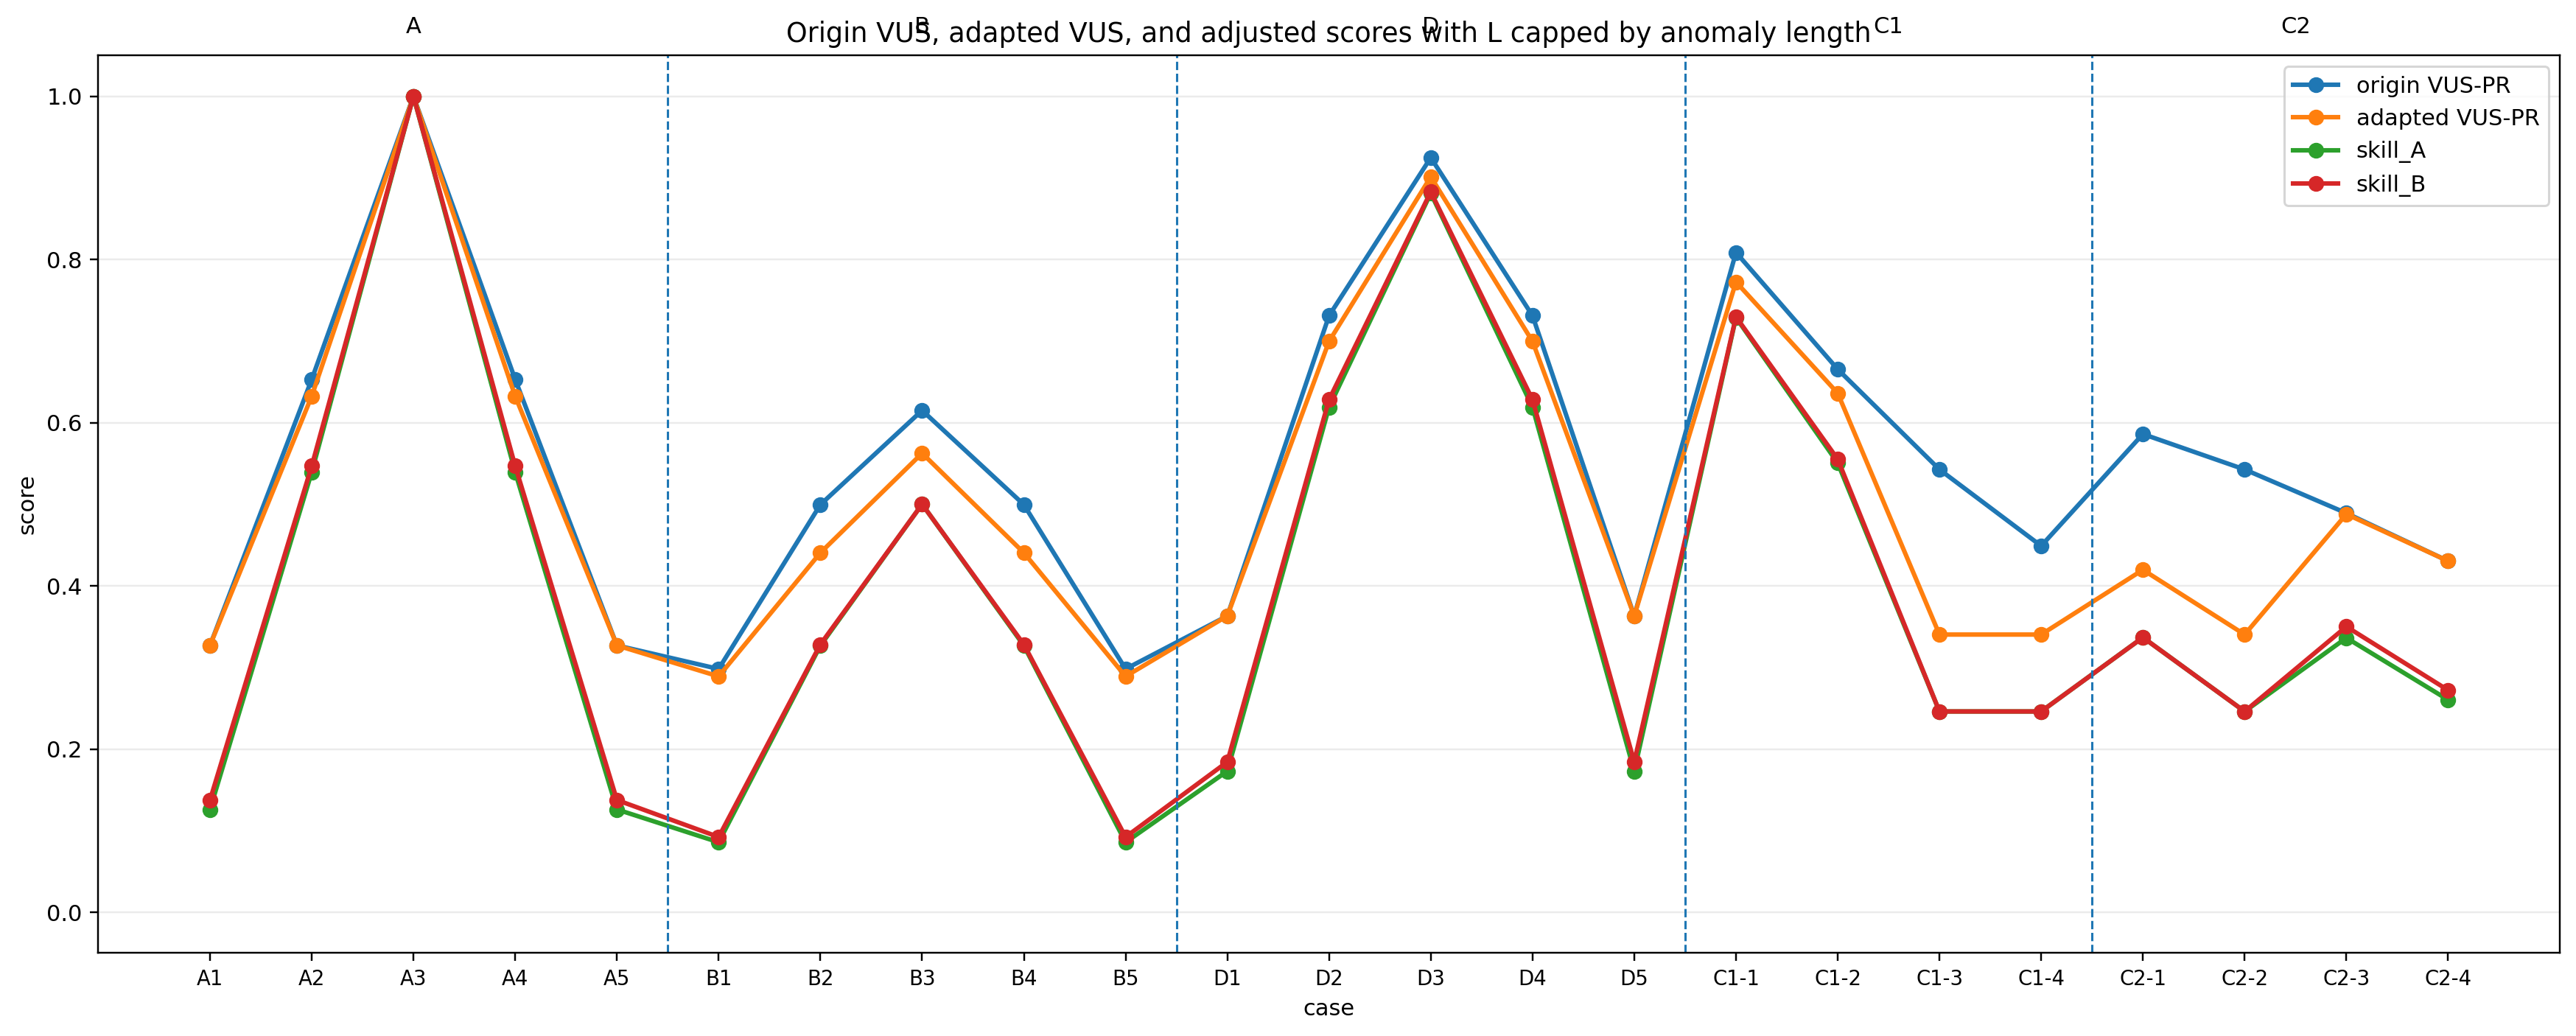 A B D C1 C2
Origin VUS, adapted VUS, and adjusted scores with L capped by anomaly length
origin VUS-PR
adapted VUS-PR
skill_A
skill_B
1.0
0.8
0.6
0.4
0.2
0.0
score
A1 A2 A3 A4 A5 B1 B2 B3 B4 B5 D1 D2 D3 D4 D5 C1-1 C1-2 C1-3 C1-4 C2-1 C2-2 C2-3 C2-4
case